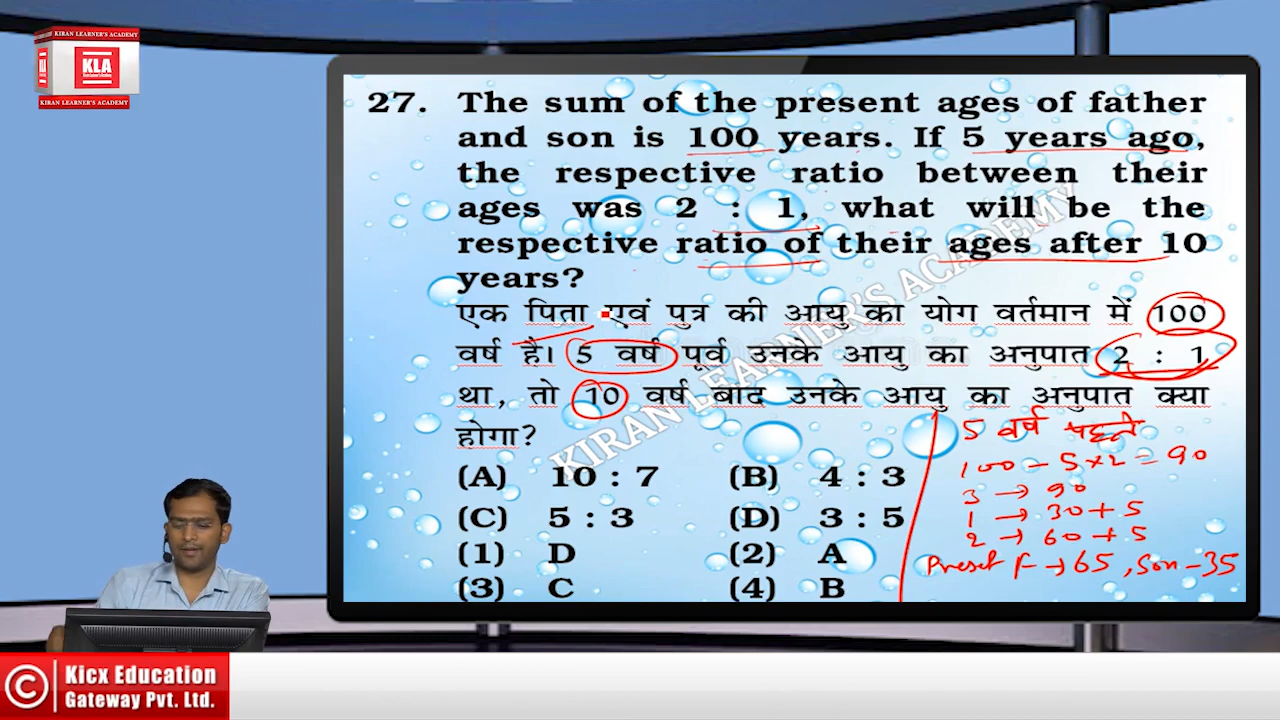 KIRAN LEARNER'S ACADEMY
KLA
Kiran Learner's Academy
KIRAN LEARNER'S ACADEMY
27. The sum of the present ages of father
and son is 100 years. If 5 years ago,
the respective ratio between their
ages was 2 : 1, what will be the
respective ratio of their ages after 10
years?
एक पिता एवं पुत्र की आयु का योग वर्तमान में 100
वर्ष है। 5 वर्ष पूर्व उनके आयु का अनुपात 2 : 1
था, तो 10 वर्ष बाद उनके आयु का अनुपात क्या
होगा?
(A) 10 : 7 (B) 4 : 3
(C) 5 : 3 (D) 3 : 5
(1) D (2) A
(3) C (4) B
5 वर्ष पहले
100 - 5×2 = 90
3 → 90
1 → 30 + 5
2 → 60 + 5
Preset F → 65, Son - 35
KIRAN LEARNER'S ACADEMY
© Kicx Education
Gateway Pvt. Ltd.